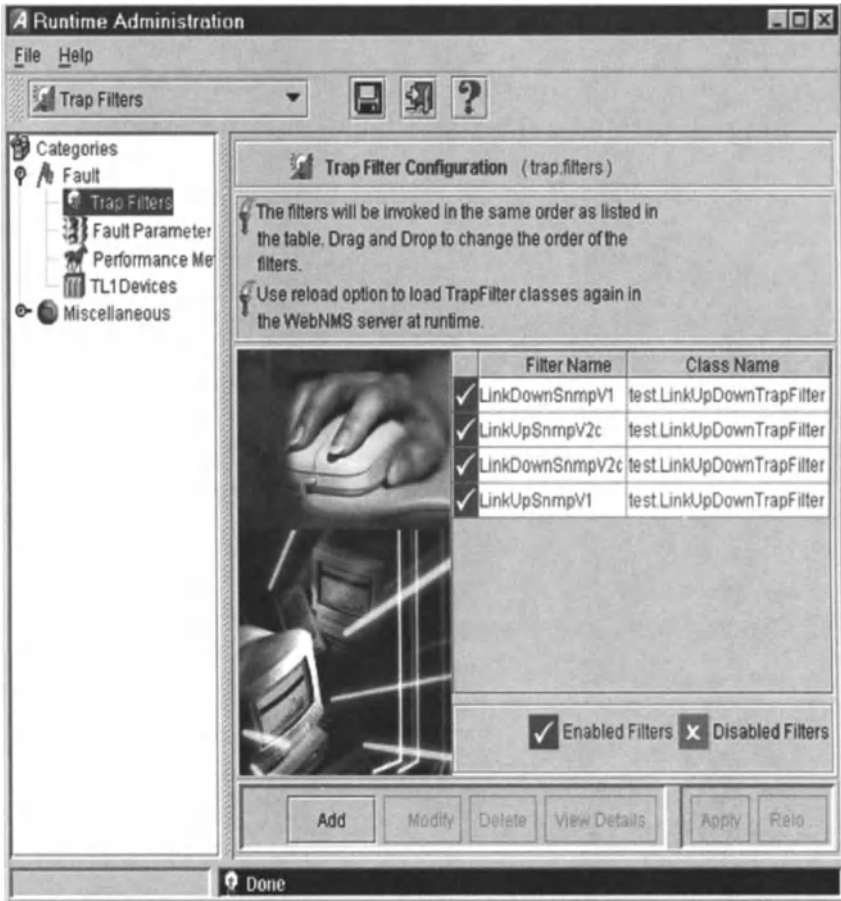 Runtime Administration
File Help
Trap Filters
Categories
Fault
Trap Filters
Fault Parameter
Performance Me
TL1Devices
Miscellaneous
Trap Filter Configuration (trap.filters)
The filters will be invoked in the same order as listed in
the table. Drag and Drop to change the order of the
filters.
Use reload option to load TrapFilter classes again in
the WebNMS server at runtime.
Filter Name Class Name
LinkDownSnmpV1 test.LinkUpDownTrapFilter
LinkUpSnmpV2c test.LinkUpDownTrapFilter
LinkDownSnmpV2c test.LinkUpDownTrapFilter
LinkUpSnmpV1 test.LinkUpDownTrapFilter
Enabled Filters Disabled Filters
Add Modify Delete View Details Apply Relo...
Done